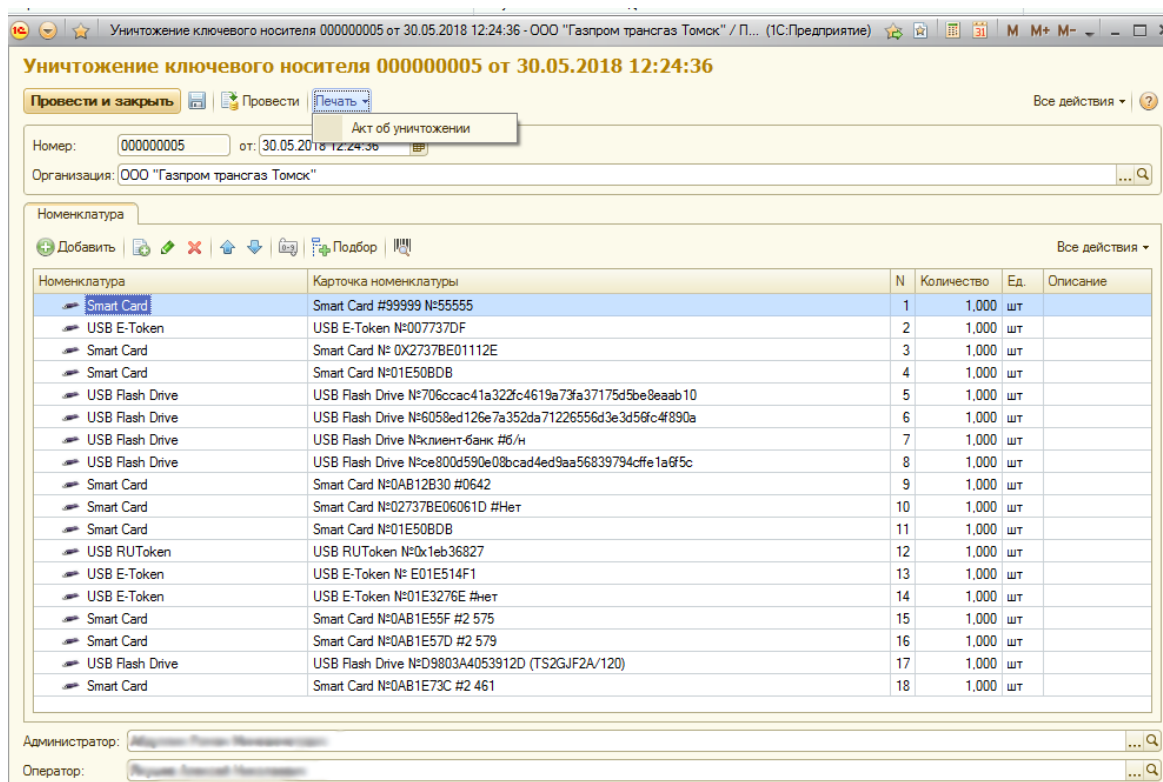 Уничтожение ключевого носителя 000000005 от 30.05.2018 12:24:36 - ООО "Газпром трансгаз Томск" / П... (1С:Предприятие) 31 M M+ M-
Уничтожение ключевого носителя 000000005 от 30.05.2018 12:24:36
Провести и закрыть Провести Печать Все действия ?
Акт об уничтожении
Номер: 000000005 от: 30.05.2018 12:24:36
Организация: ООО "Газпром трансгаз Томск" ...
Номенклатура
Добавить Подбор Все действия
Номенклатура Карточка номенклатуры N Количество Ед. Описание
Smart Card Smart Card #99999 №55555 1 1,000 шт
USB E-Token USB E-Token №007737DF 2 1,000 шт
Smart Card Smart Card № 0X2737BE01112E 3 1,000 шт
Smart Card Smart Card №01E50BDB 4 1,000 шт
USB Flash Drive USB Flash Drive №706ccac41a322fc4619a73fa37175d5be8eaab10 5 1,000 шт
USB Flash Drive USB Flash Drive №6058ed126e7a352da71226556d3e3d56fc4f890a 6 1,000 шт
USB Flash Drive USB Flash Drive №клиент-банк #б/н 7 1,000 шт
USB Flash Drive USB Flash Drive №ce800d590e08bcad4ed9aa56839794cffe1a6f5c 8 1,000 шт
Smart Card Smart Card №0AB12B30 #0642 9 1,000 шт
Smart Card Smart Card №02737BE06061D #Нет 10 1,000 шт
Smart Card Smart Card №01E50BDB 11 1,000 шт
USB RUToken USB RUToken №0x1eb36827 12 1,000 шт
USB E-Token USB E-Token № E01E514F1 13 1,000 шт
USB E-Token USB E-Token №01E3276E #нет 14 1,000 шт
Smart Card Smart Card №0AB1E55F #2 575 15 1,000 шт
Smart Card Smart Card №0AB1E57D #2 579 16 1,000 шт
USB Flash Drive USB Flash Drive №D9803A4053912D (TS2GJF2A/120) 17 1,000 шт
Smart Card Smart Card №0AB1E73C #2 461 18 1,000 шт
Администратор: ...
Оператор: ...